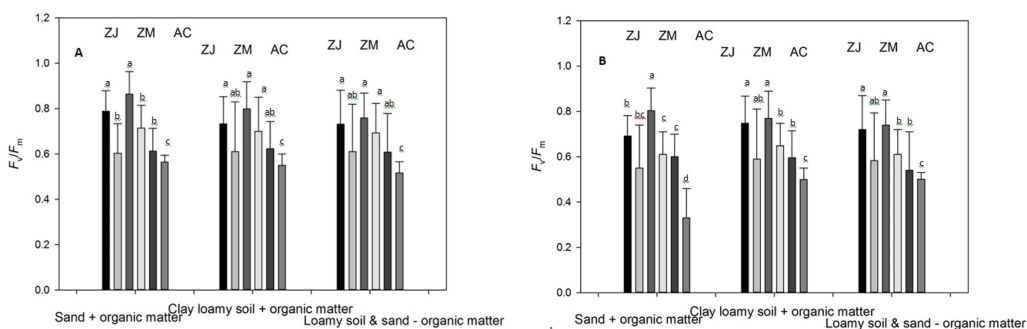 1.2
A
ZJ ZM AC
ZJ ZM AC
ZJ ZM AC
1.0
0.8
0.6
0.4
0.2
0.0
Fv/Fm
a b a b b c
a ab a a ab c
a ab a a ab c
Sand + organic matter
Clay loamy soil + organic matter
Loamy soil & sand - organic matter
1.2
B
ZJ ZM AC
ZJ ZM AC
ZJ ZM AC
1.0
0.8
0.6
0.4
0.2
0.0
Fv/Fm
b bc a c c d
a ab a b b c
a ab a b b c
Sand + organic matter
Clay loamy soil + organic matter
Loamy soil & sand - organic matter